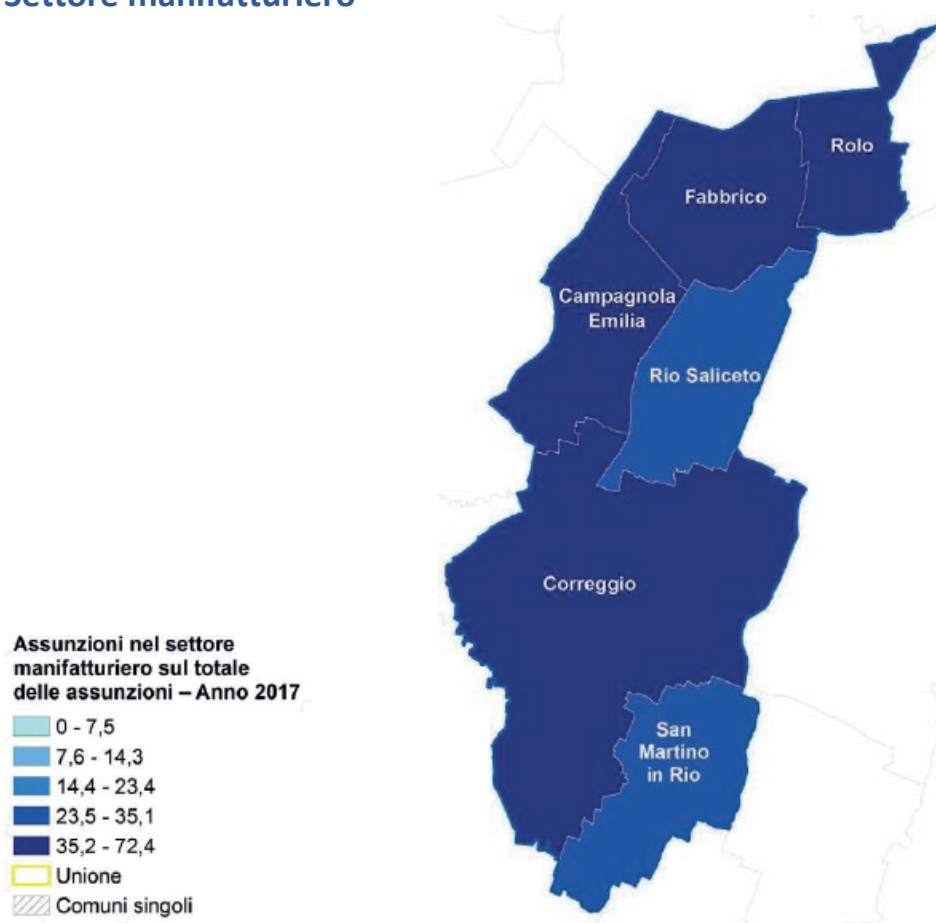 Settore manifatturiero
Rolo
Fabbrico
Campagnola
Emilia
Rio Saliceto
Correggio
San
Martino
in Rio
Assunzioni nel settore
manifatturiero sul totale
delle assunzioni – Anno 2017
0 - 7,5
7,6 - 14,3
14,4 - 23,4
23,5 - 35,1
35,2 - 72,4
Unione
Comuni singoli